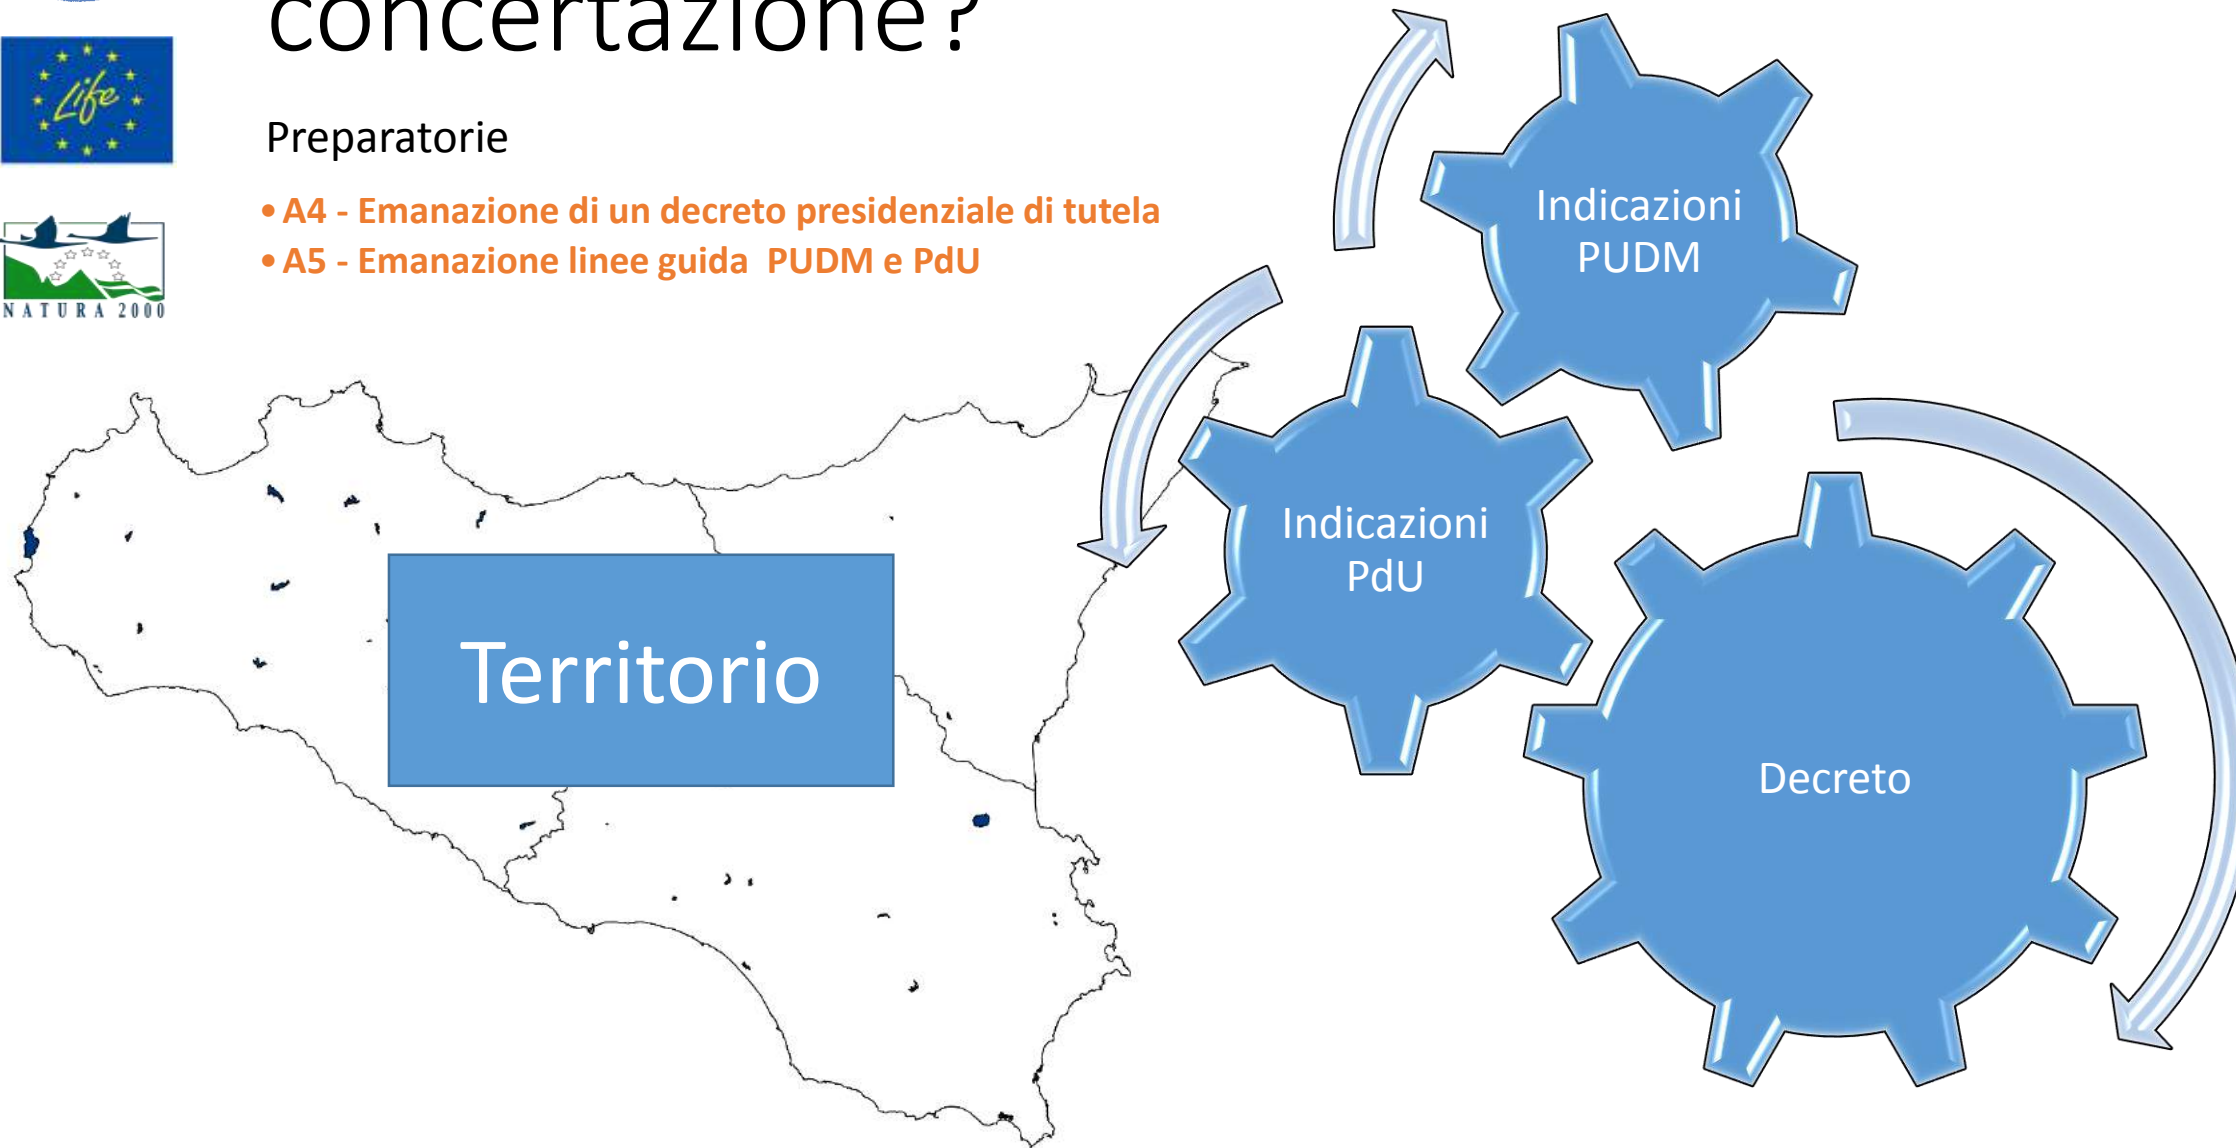 concertazione?
Life
Preparatorie
•A4 - Emanazione di un decreto presidenziale di tutela
•A5 - Emanazione linee guida PUDM e PdU
NATURA 2000
Indicazioni
PUDM
Indicazioni
PdU
Territorio
Decreto